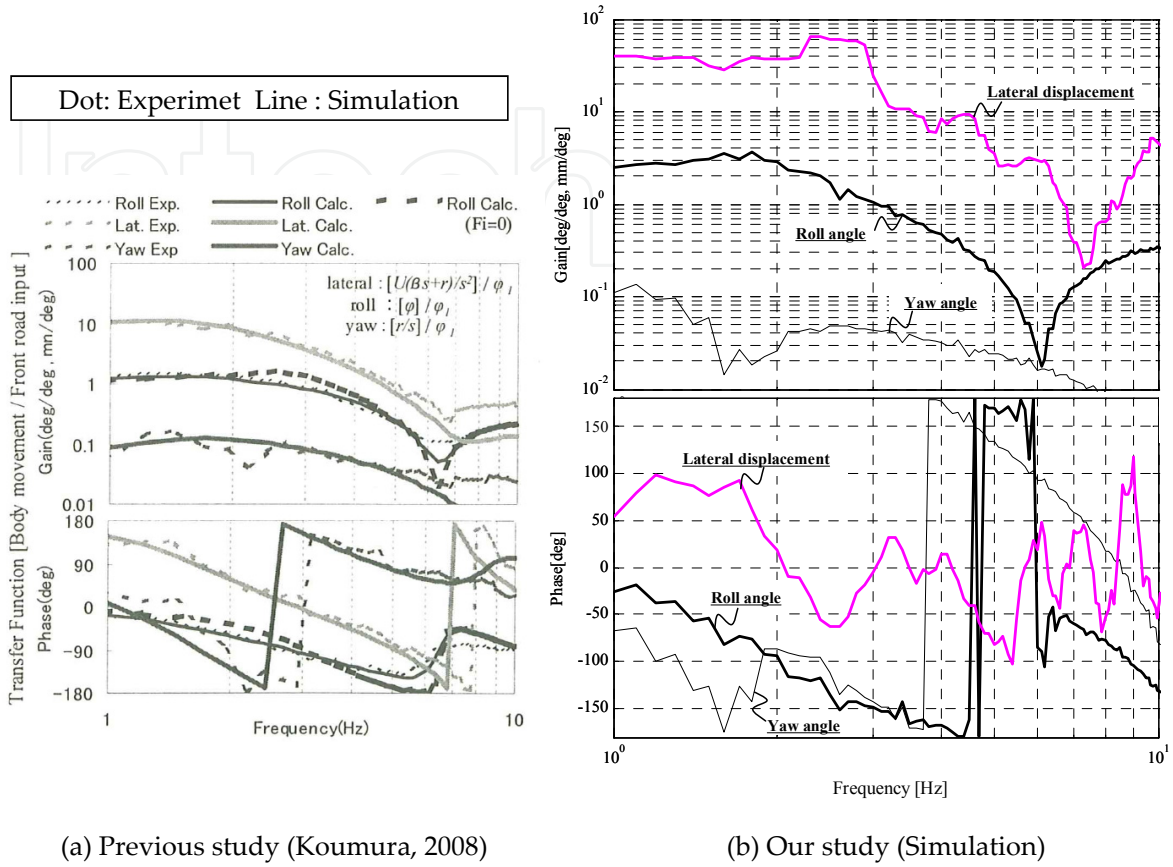 Dot: Experimet Line : Simulation
Roll Exp.
Roll Calc.
Roll Calc.
(Fi=0)
Lat. Exp.
Lat. Calc.
Yaw Exp
Yaw Calc.
Transfer Function [Body movement / Front road input ]
Gain(deg/deg , mn/deg)
100
10
1
0.1
0.01
lateral : [U(βs+r)/s²] / φ₁
roll : [φ] / φ₁
yaw : [r/s] / φ₁
Phase(deg)
180
90
0
-90
-180
1
10
Frequency(Hz)
(a) Previous study (Koumura, 2008)
Gain[deg/deg, mn/deg]
10²
10¹
10⁰
10⁻¹
10⁻²
Lateral displacement
Roll angle
Yaw angle
Phase[deg]
150
100
50
0
-50
-100
-150
Lateral displacement
Roll angle
Yaw angle
10⁰
10¹
Frequency [Hz]
(b) Our study (Simulation)